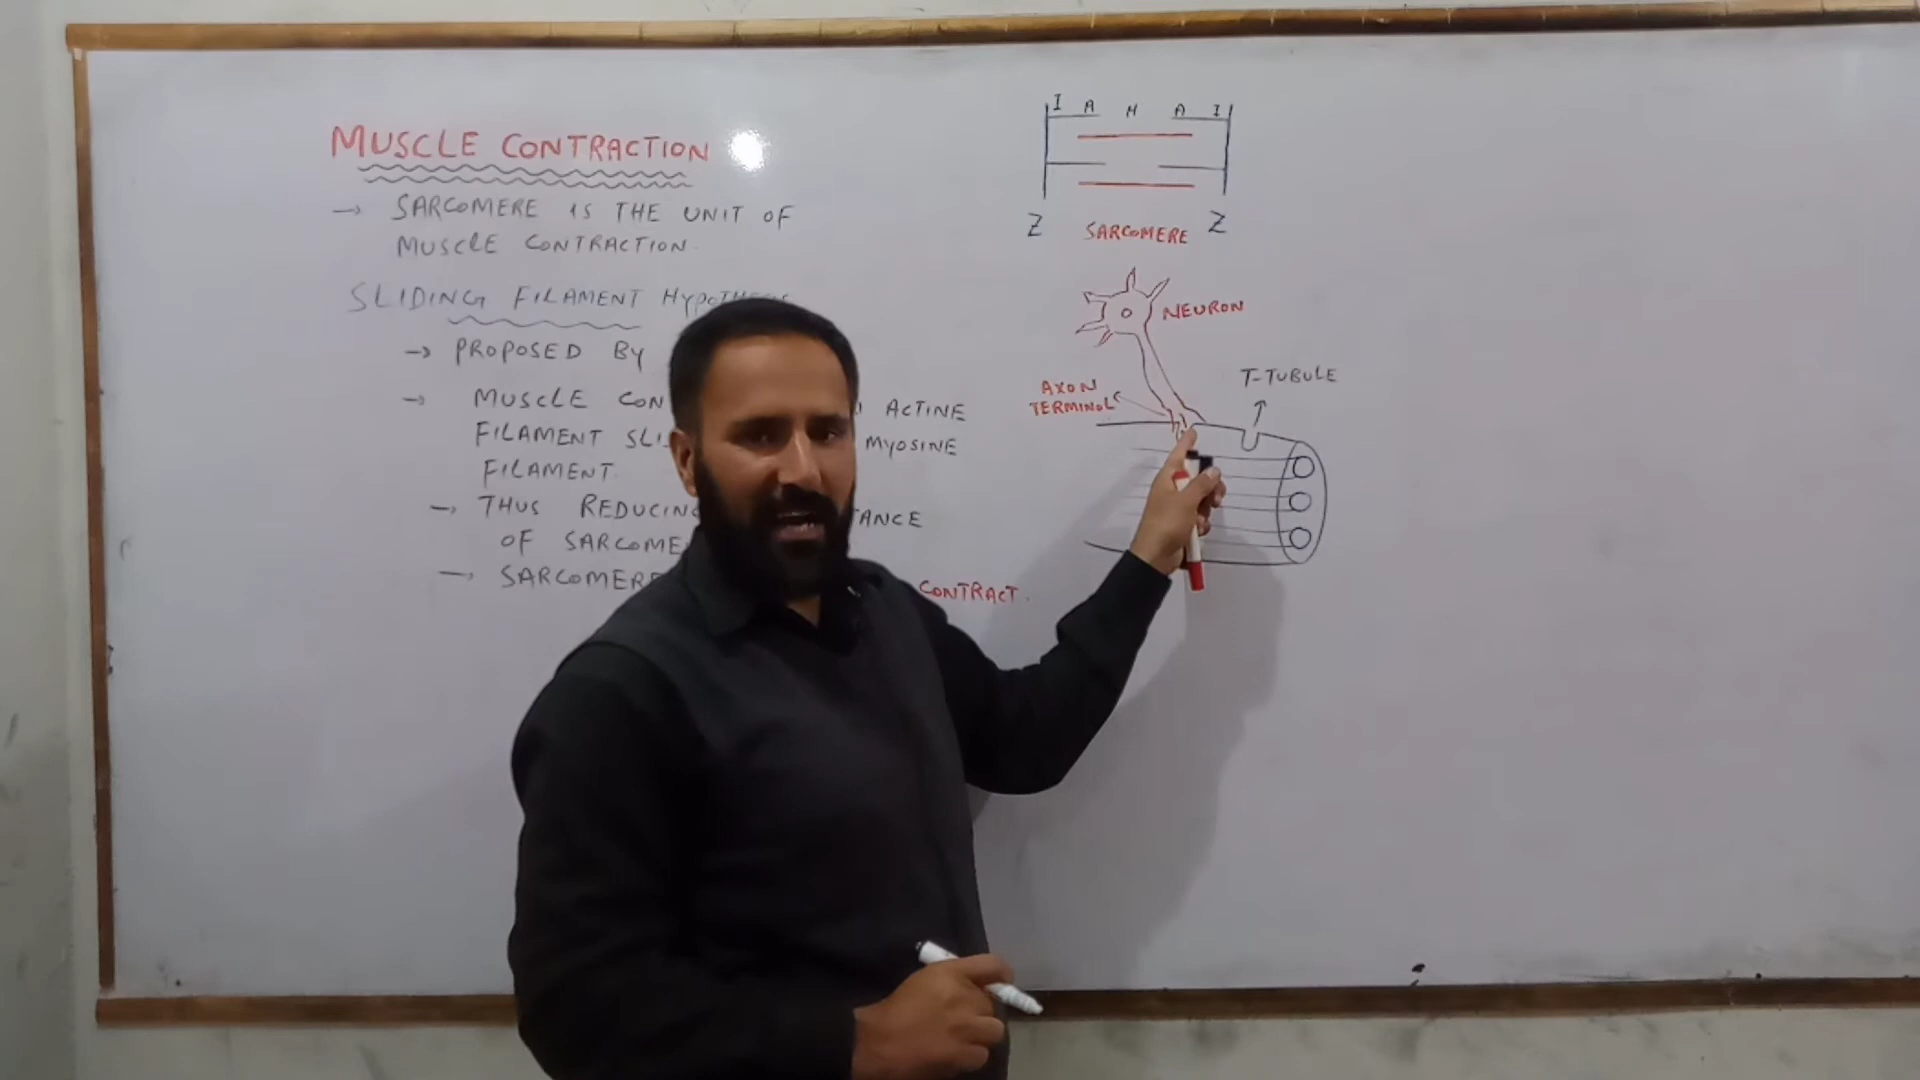 MUSCLE CONTRACTION
→ SARCOMERE IS THE UNIT OF
MUSCLE CONTRACTION.
SLIDING FILAMENT HYPOTHESIS
→ PROPOSED BY
→ MUSCLE CON ACTINE
FILAMENT SLI MYOSINE
FILAMENT.
→ THUS REDUCING TANCE
OF SARCOME
→ SARCOMERE CONTRACT.
I A H A I
Z SARCOMERE Z
NEURON
AXON
TERMINOL
T-TUBULE